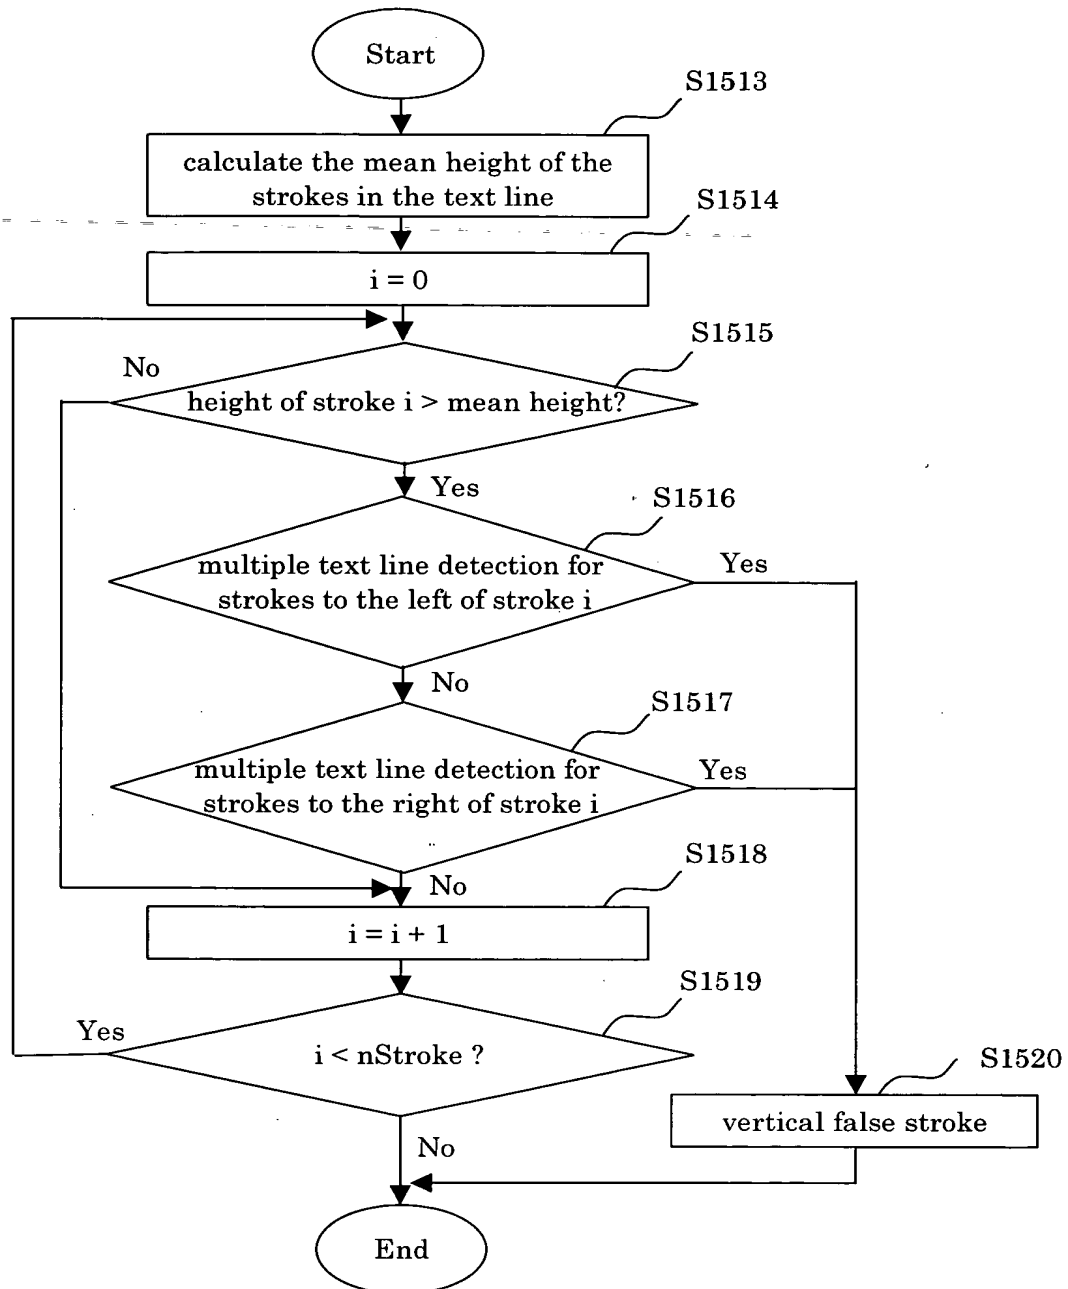 Start
S1513
calculate the mean height of the
strokes in the text line
S1514
i = 0
S1515
No
height of stroke i > mean height?
Yes
S1516
multiple text line detection for
strokes to the left of stroke i
Yes
No
S1517
multiple text line detection for
strokes to the right of stroke i
Yes
No
S1518
i = i + 1
S1519
Yes
i < nStroke ?
S1520
vertical false stroke
No
End